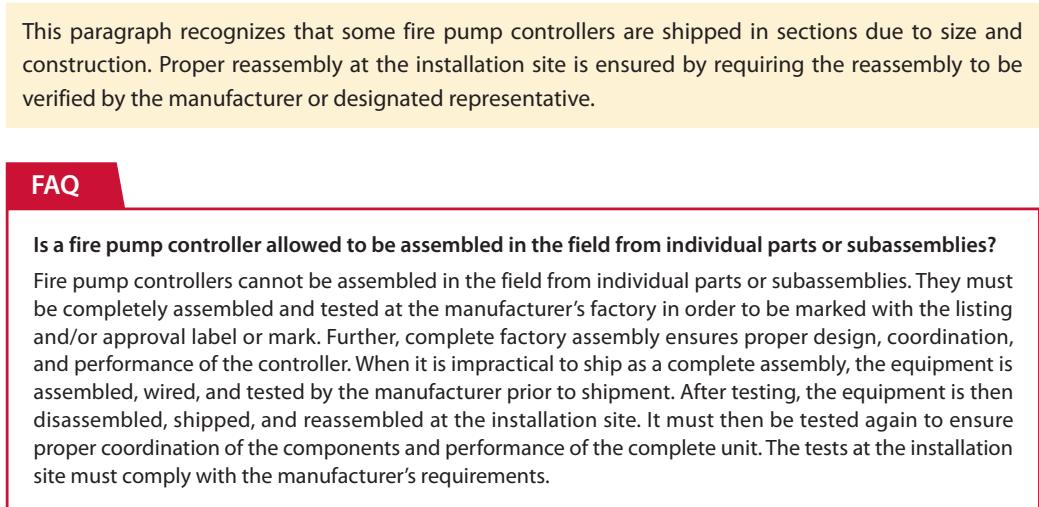 This paragraph recognizes that some fire pump controllers are shipped in sections due to size and
construction. Proper reassembly at the installation site is ensured by requiring the reassembly to be
verified by the manufacturer or designated representative.
FAQ
Is a fire pump controller allowed to be assembled in the field from individual parts or subassemblies?
Fire pump controllers cannot be assembled in the field from individual parts or subassemblies. They must
be completely assembled and tested at the manufacturer’s factory in order to be marked with the listing
and/or approval label or mark. Further, complete factory assembly ensures proper design, coordination,
and performance of the controller. When it is impractical to ship as a complete assembly, the equipment is
assembled, wired, and tested by the manufacturer prior to shipment. After testing, the equipment is then
disassembled, shipped, and reassembled at the installation site. It must then be tested again to ensure
proper coordination of the components and performance of the complete unit. The tests at the installation
site must comply with the manufacturer’s requirements.